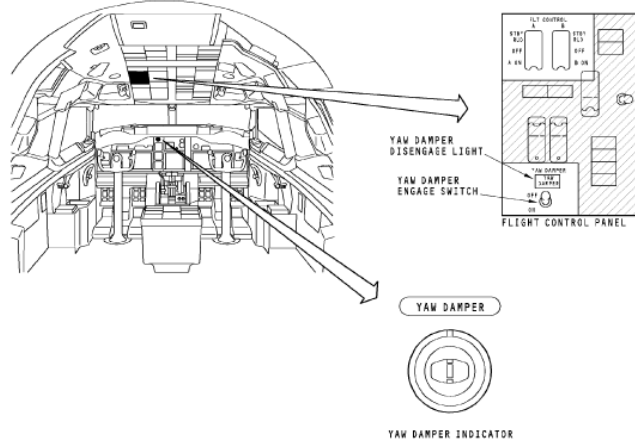 FLT CONTROL
A B
STBY RUD STBY RUD
OFF OFF
A ON B ON
YAW DAMPER
DISENGAGE LIGHT
YAW DAMPER
ENGAGE SWITCH
YAW DAMPER
YAW
DAMPER
OFF
ON
FLIGHT CONTROL PANEL
YAW DAMPER
YAW DAMPER INDICATOR